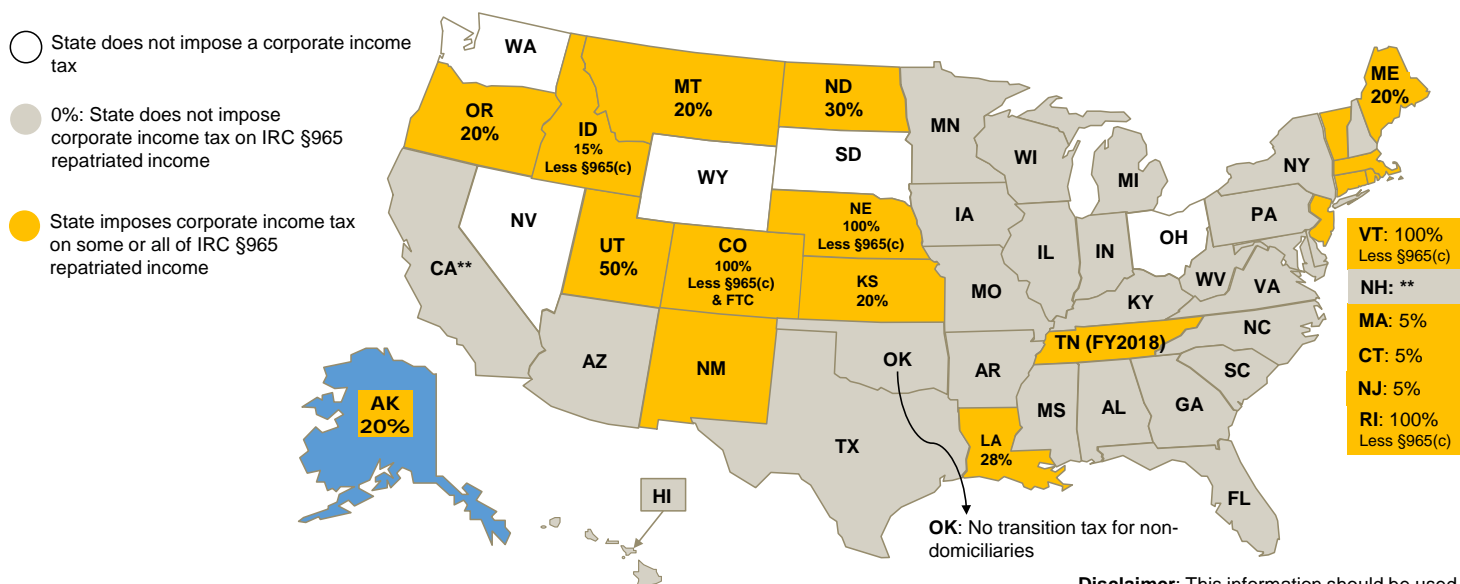 State does not impose a corporate income
tax
0%: State does not impose
corporate income tax on IRC §965
repatriated income
State imposes corporate income tax
on some or all of IRC §965
repatriated income
WA
OR
20%
ID
15%
Less §965(c)
MT
20%
ND
30%
MN
SD
WY
WI
MI
NY
ME
20%
NV
UT
50%
CO
100%
Less §965(c)
& FTC
NE
100%
Less §965(c)
IA
IL
IN
OH
PA
KS
20%
MO
KY
WV
VA
CA**
AZ
NM
OK
AR
TN (FY2018)
NC
SC
TX
LA
28%
MS
AL
GA
FL
AK
20%
HI
VT: 100%
Less §965(c)
NH: **
MA: 5%
CT: 5%
NJ: 5%
RI: 100%
Less §965(c)
OK: No transition tax for non-
domiciliaries
Disclaimer: This information should be used